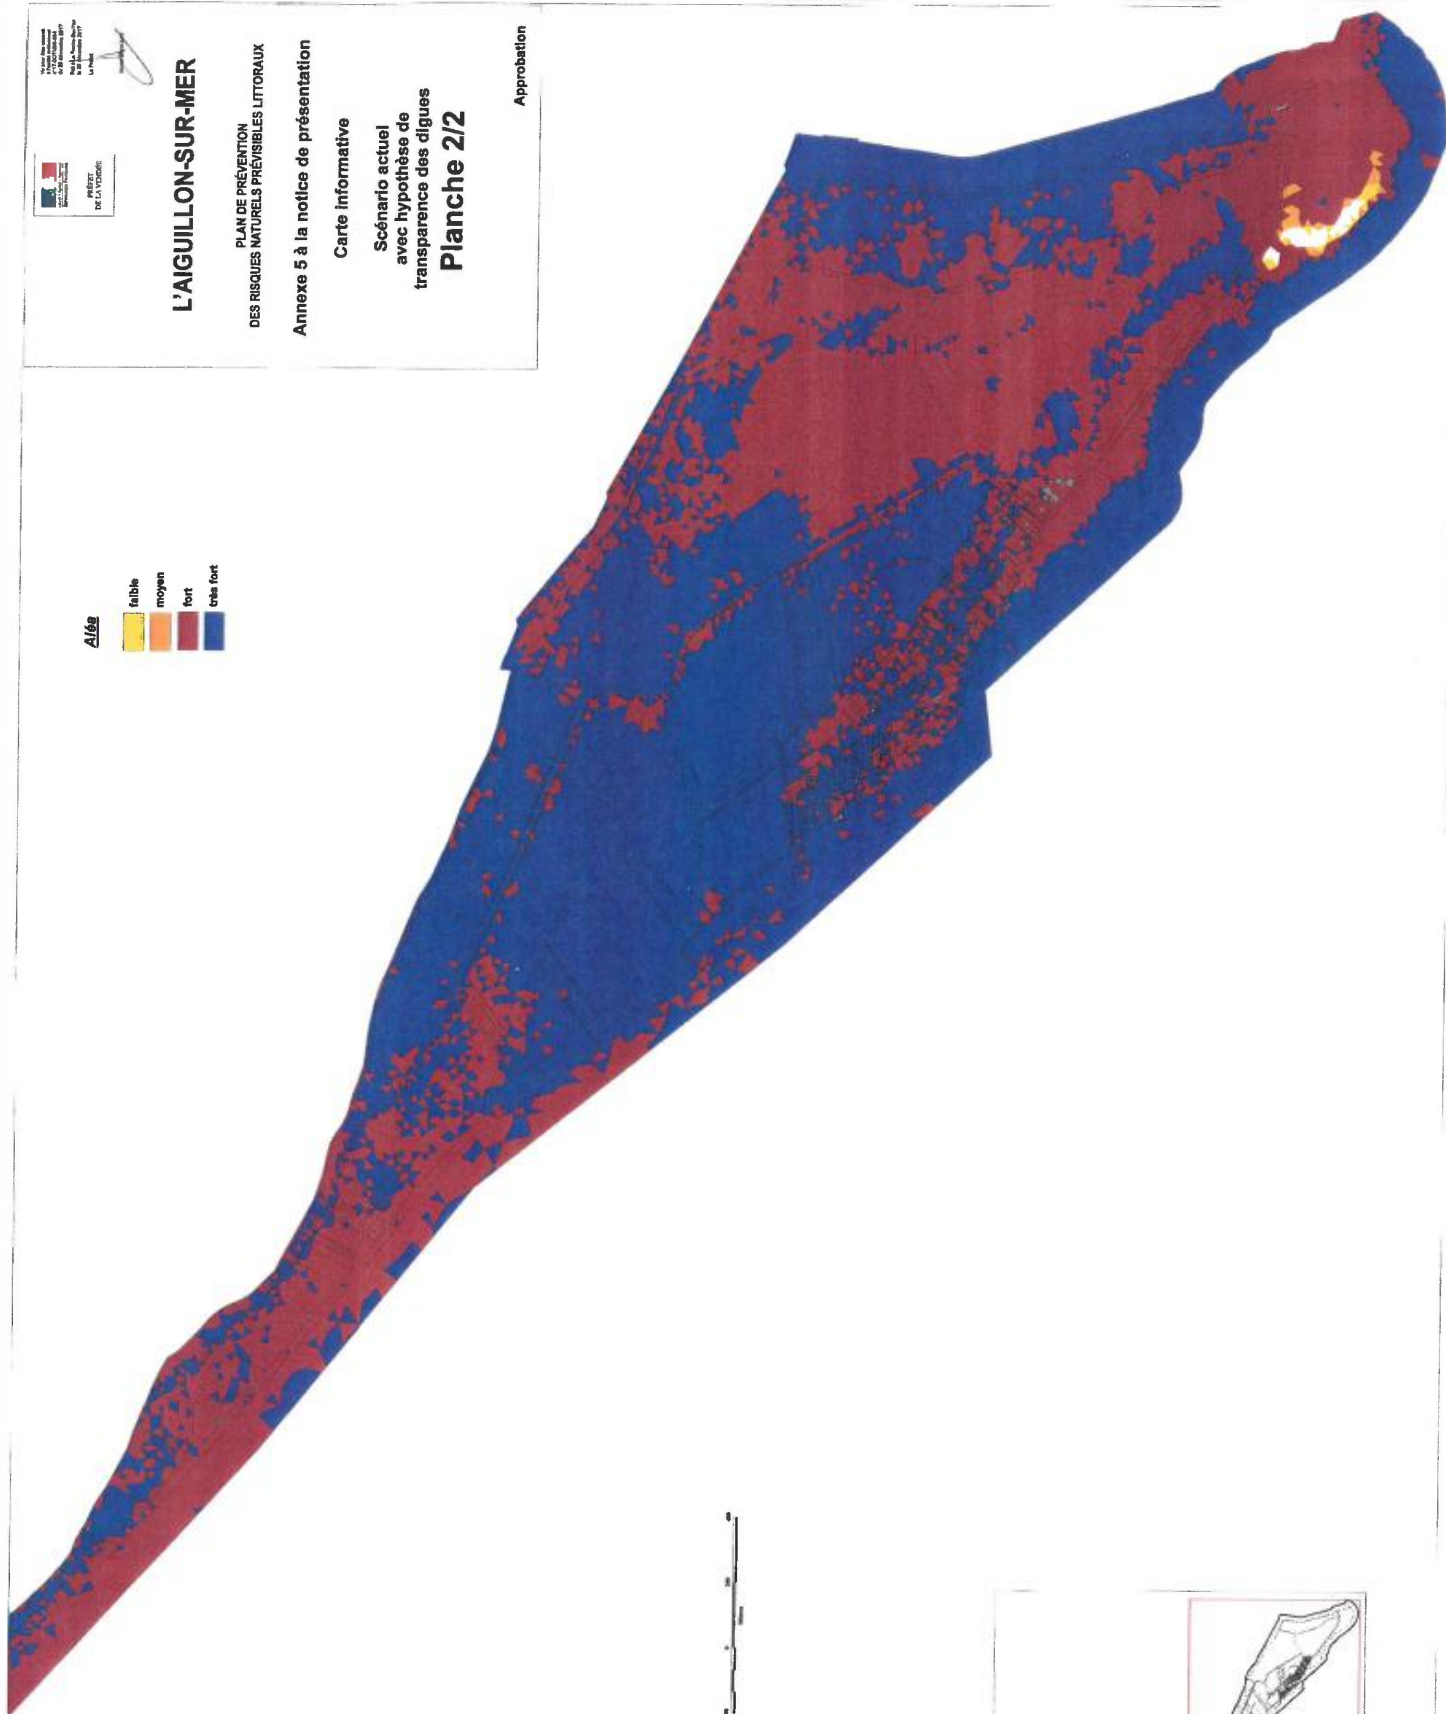 PRÉFET
DE LA VENDÉE
Le Préfet
L'AIGUILLON-SUR-MER
PLAN DE PRÉVENTION
DES RISQUES NATURELS PRÉVISIBLES LITTORAUX
Annexe 5 à la notice de présentation
Carte informative
Scénario actuel
avec hypothèse de
transparence des digues
Planche 2/2
Approbation
Aléa
faible
moyen
fort
très fort